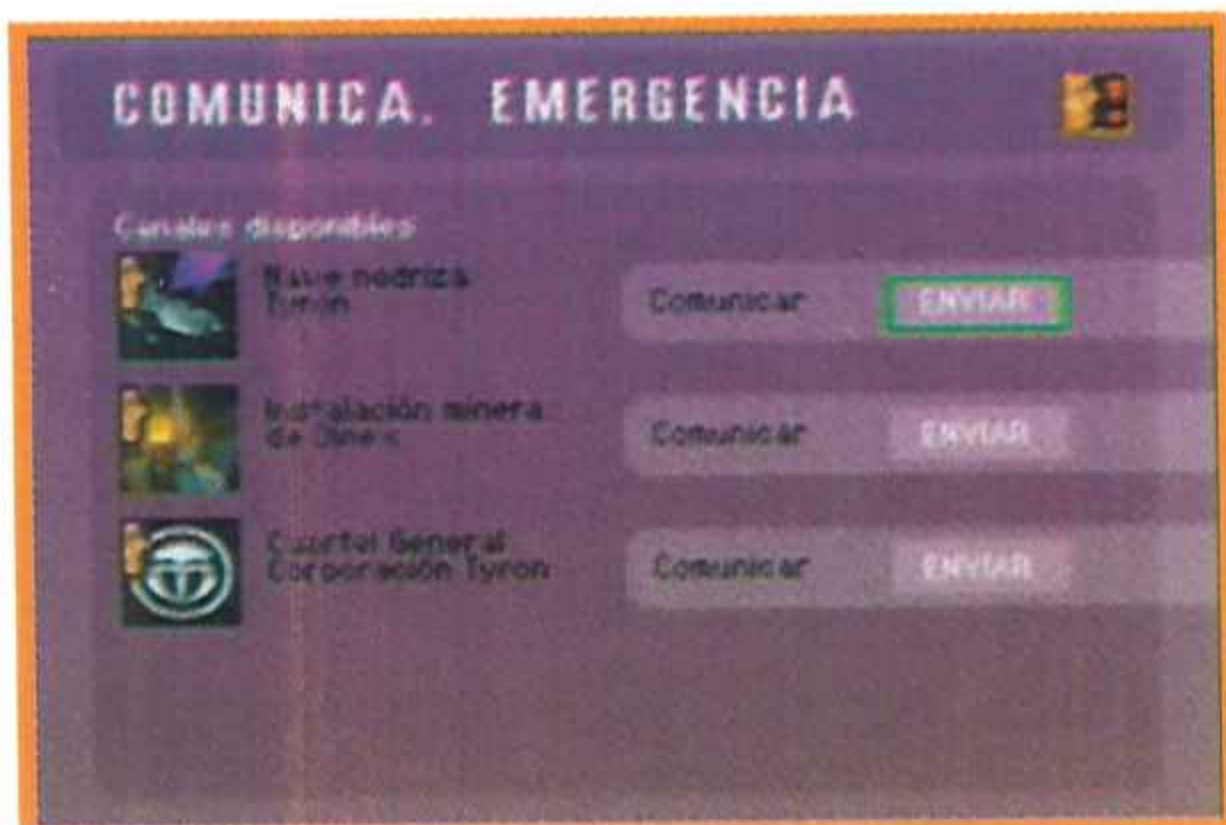 COMUNICA. EMERGENCIA
Canales disponibles
Nave nodriza
Tyron
Comunicar ENVIAR
Instalación minera
de
Comunicar ENVIAR
Cuartel General
Corporación Tyron
Comunicar ENVIAR